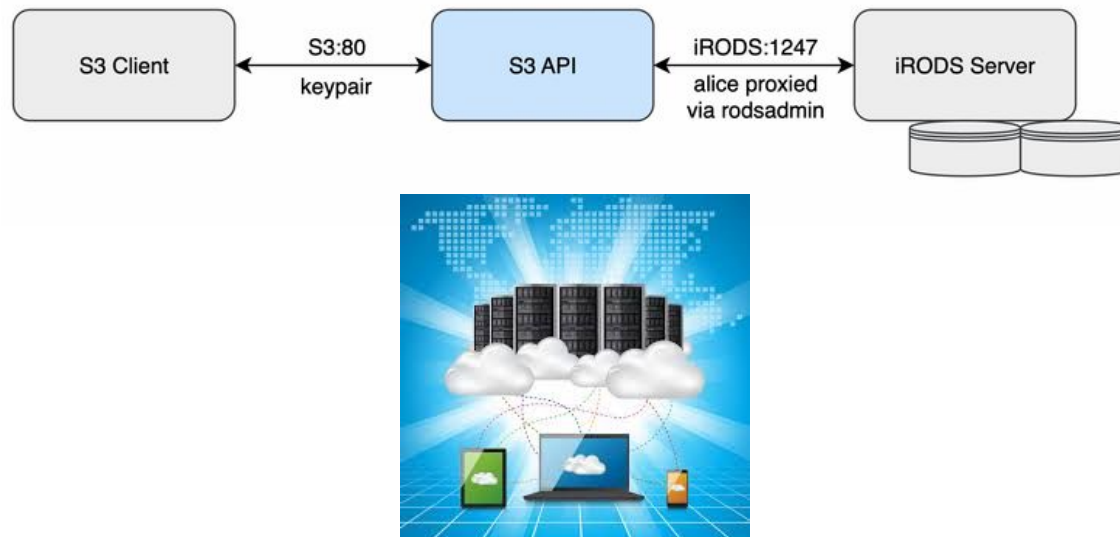 S3 Client
S3:80
keypair
S3 API
iRODS:1247
alice proxied
via rodsadmin
iRODS Server